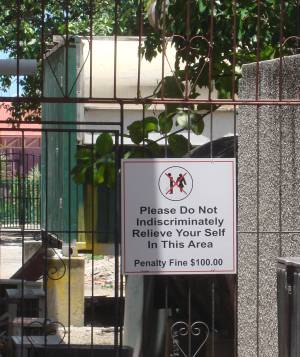 Please Do Not
Indiscriminately
Relieve Your Self
In This Area
Penalty Fine $100.00